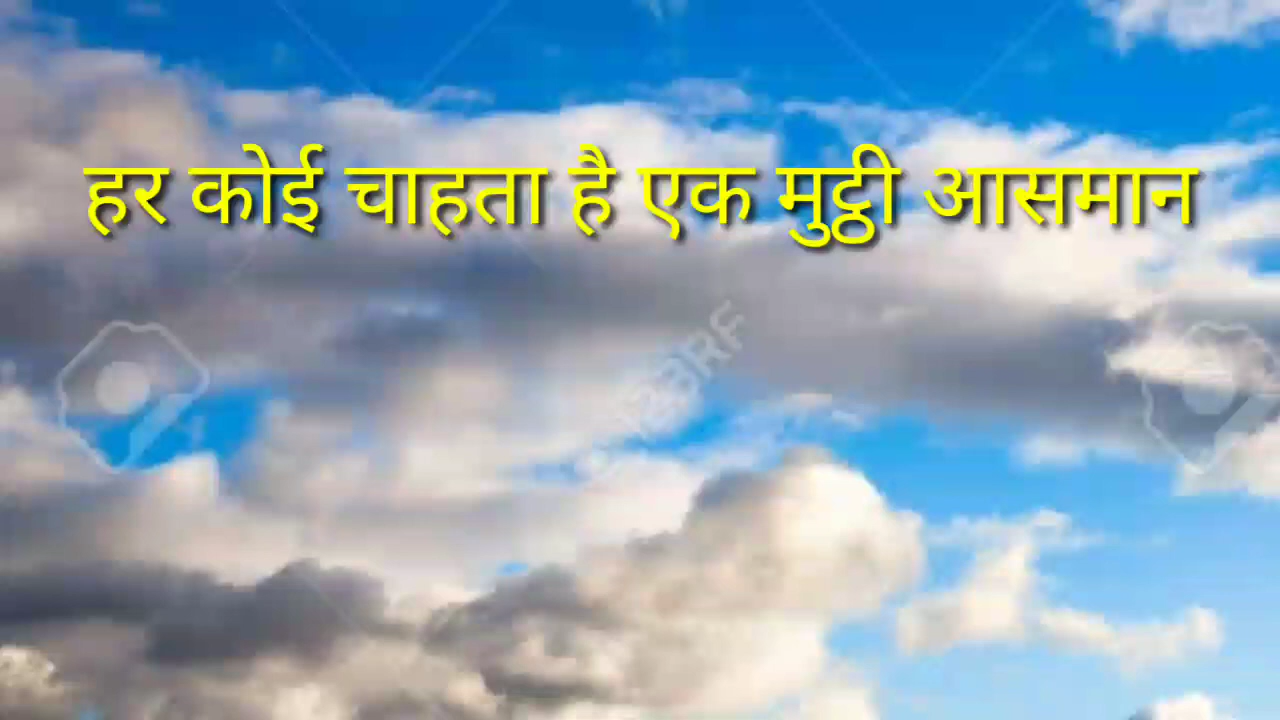 हर कोई चाहता है एक मुट्ठी आसमान